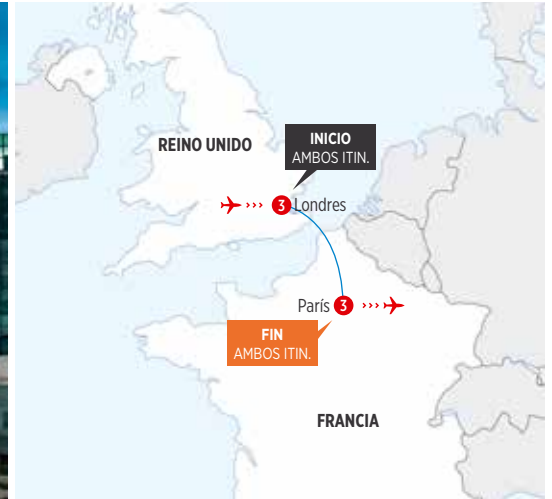 REINO UNIDO
INICIO
AMBOS ITIN.
3 Londres
París 3
FIN
AMBOS ITIN.
FRANCIA